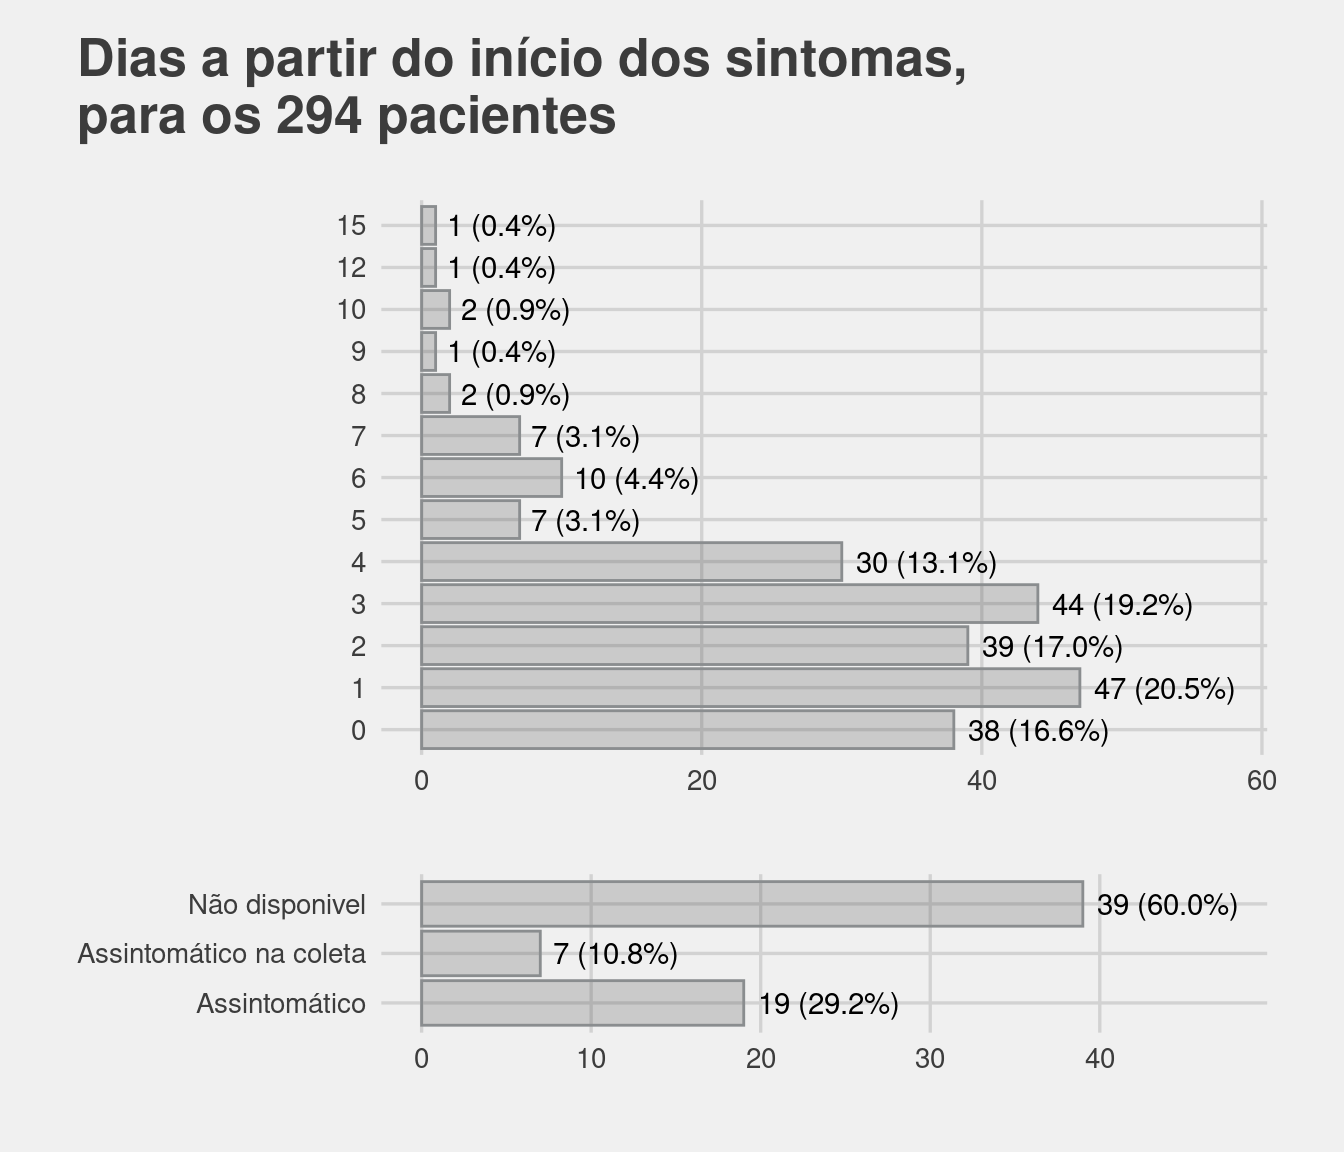 Dias a partir do início dos sintomas,
para os 294 pacientes
15 1 (0.4%)
12 1 (0.4%)
10 2 (0.9%)
9 1 (0.4%)
8 2 (0.9%)
7 7 (3.1%)
6 10 (4.4%)
5 7 (3.1%)
4 30 (13.1%)
3 44 (19.2%)
2 39 (17.0%)
1 47 (20.5%)
0 38 (16.6%)
0 20 40 60
Não disponivel 39 (60.0%)
Assintomático na coleta 7 (10.8%)
Assintomático 19 (29.2%)
0 10 20 30 40